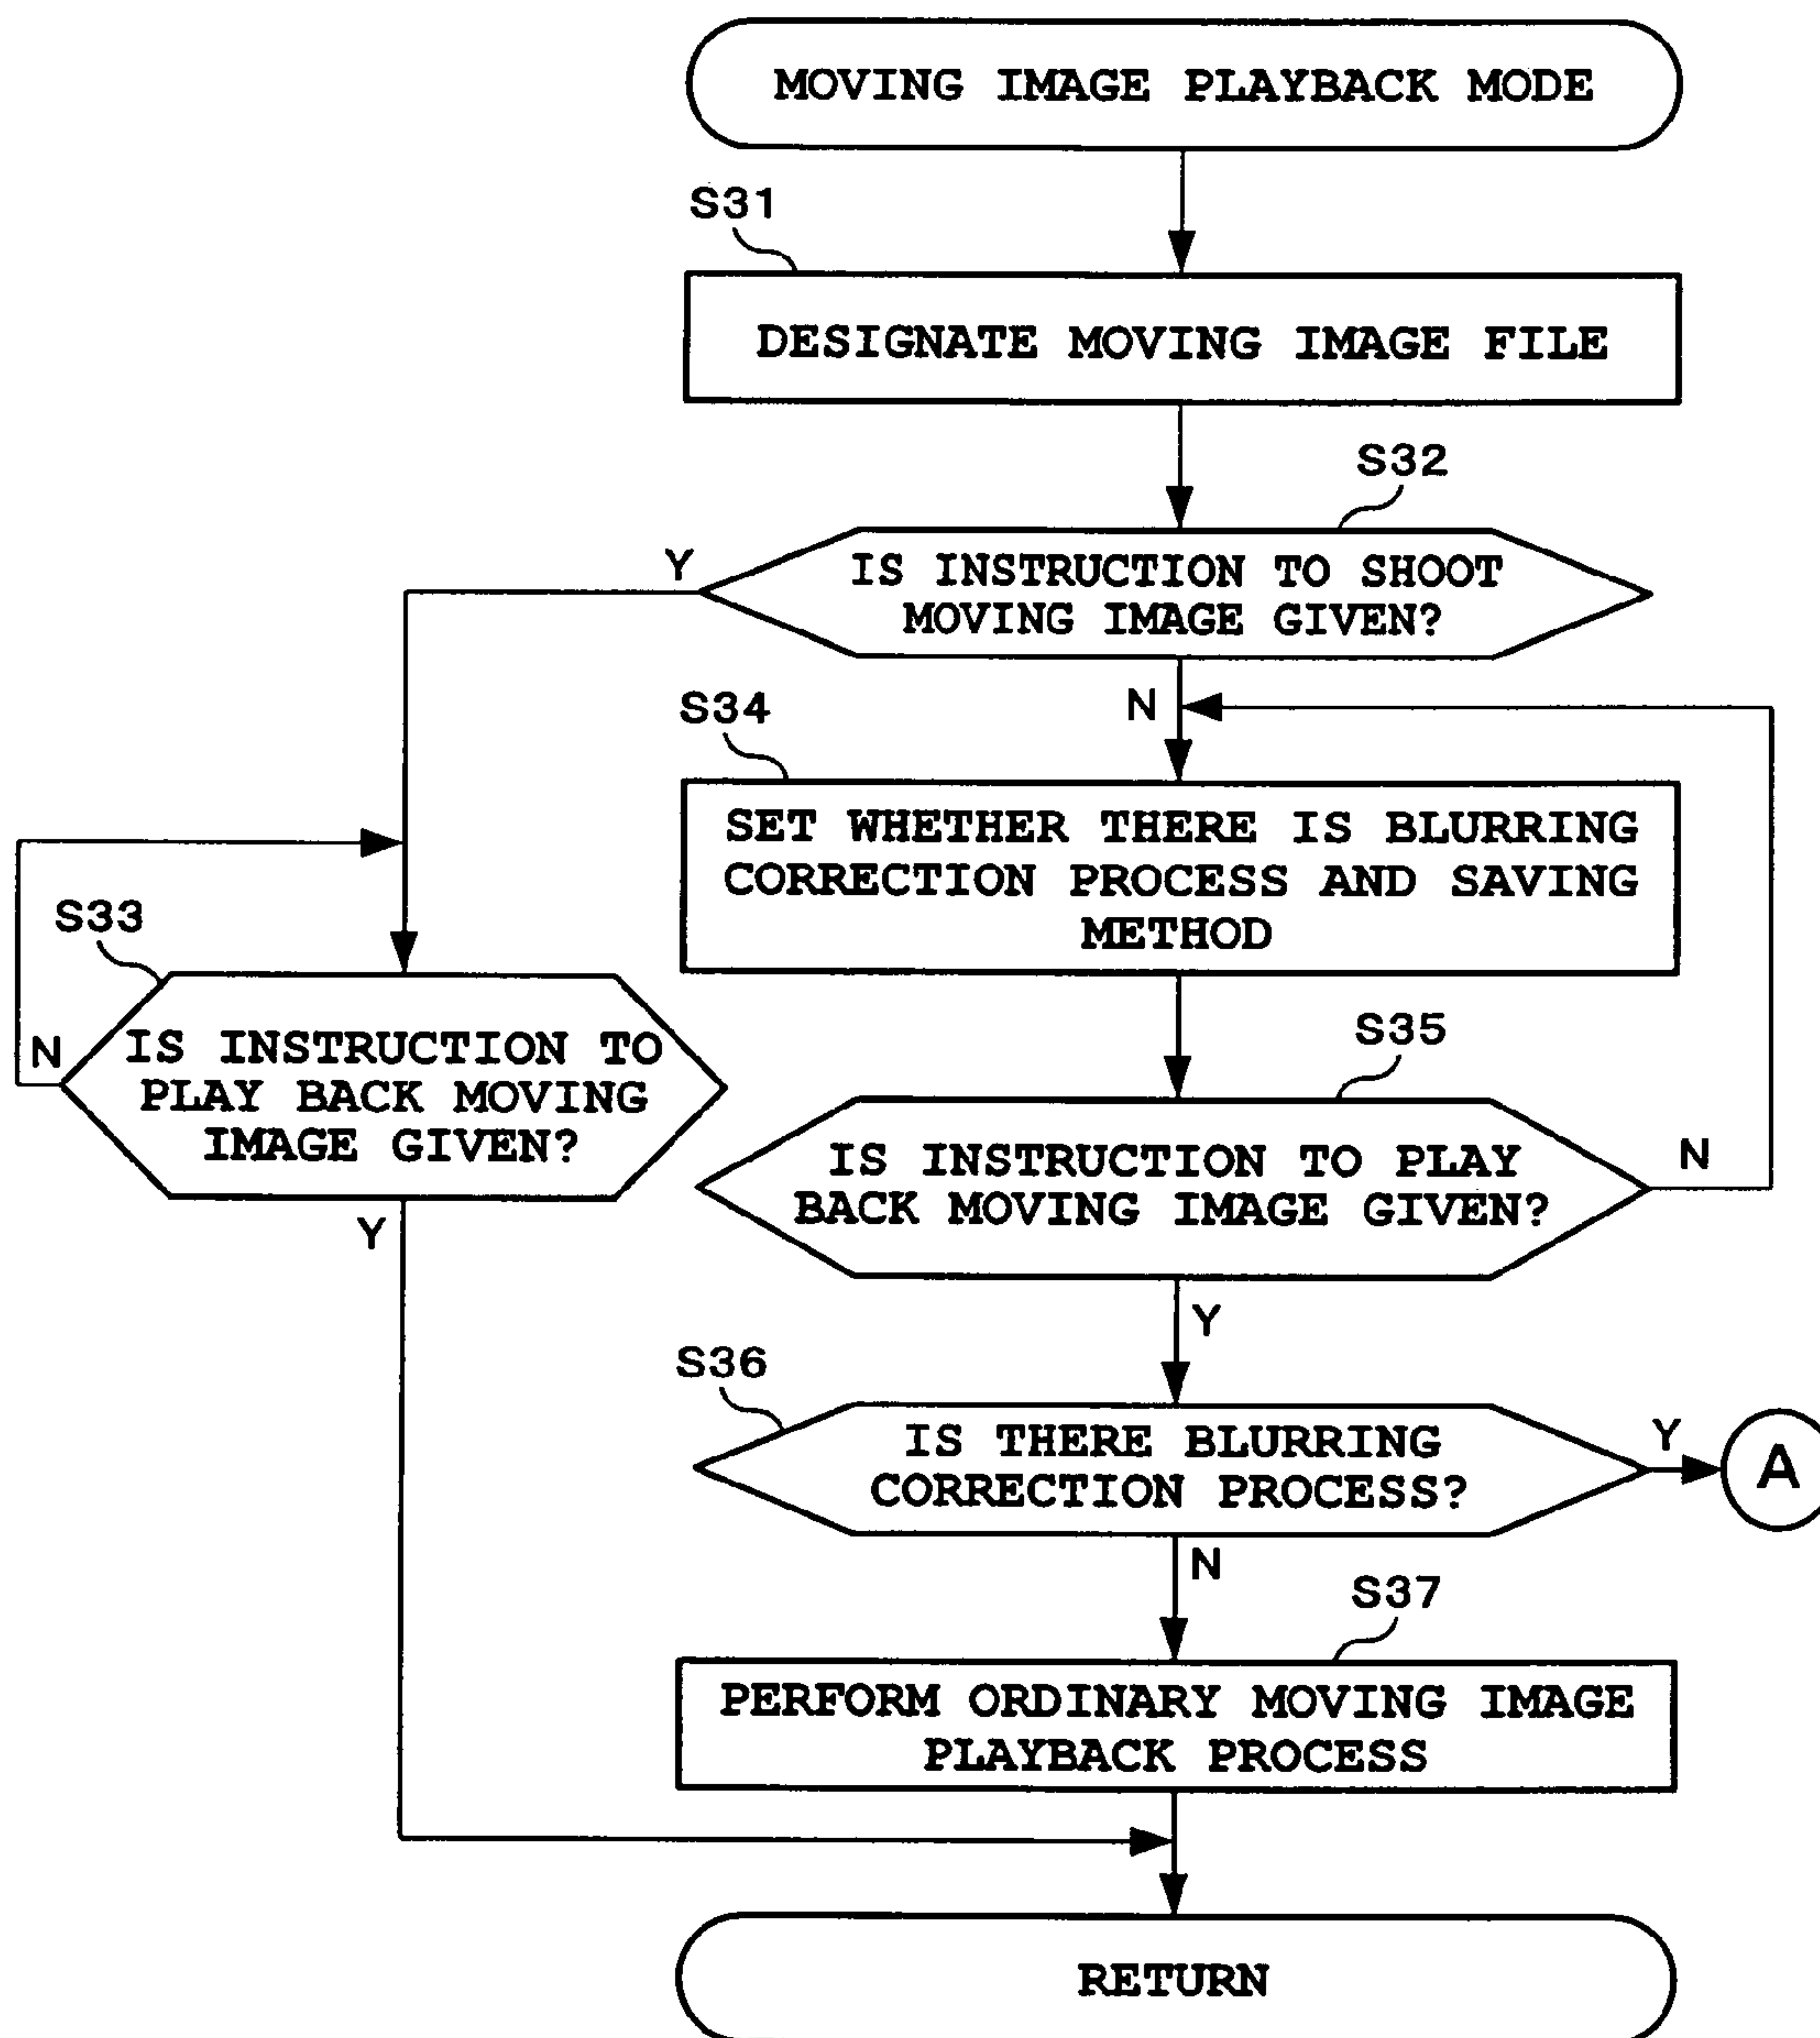 MOVING IMAGE PLAYBACK MODE
S31
DESIGNATE MOVING IMAGE FILE
S32
IS INSTRUCTION TO SHOOT
MOVING IMAGE GIVEN?
Y
N
S34
SET WHETHER THERE IS BLURRING
CORRECTION PROCESS AND SAVING
METHOD
S33
IS INSTRUCTION TO
PLAY BACK MOVING
IMAGE GIVEN?
N
Y
S35
IS INSTRUCTION TO PLAY
BACK MOVING IMAGE GIVEN?
N
Y
S36
IS THERE BLURRING
CORRECTION PROCESS?
Y
A
N
S37
PERFORM ORDINARY MOVING IMAGE
PLAYBACK PROCESS
RETURN